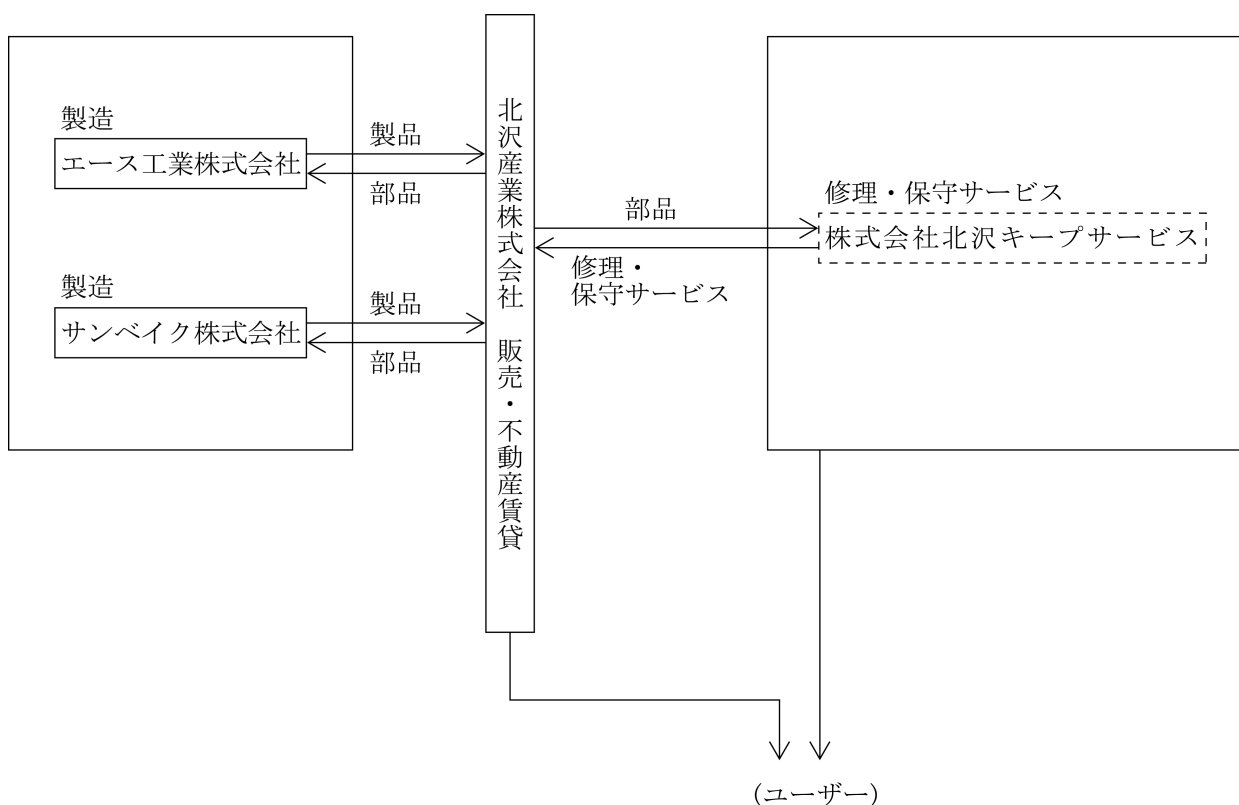 製造
エース工業株式会社
製品
部品
製造
サンベイク株式会社
製品
部品
北沢産業株式会社 販売・不動産賃貸
部品
修理・
保守サービス
修理・保守サービス
株式会社北沢キープサービス
(ユーザー)